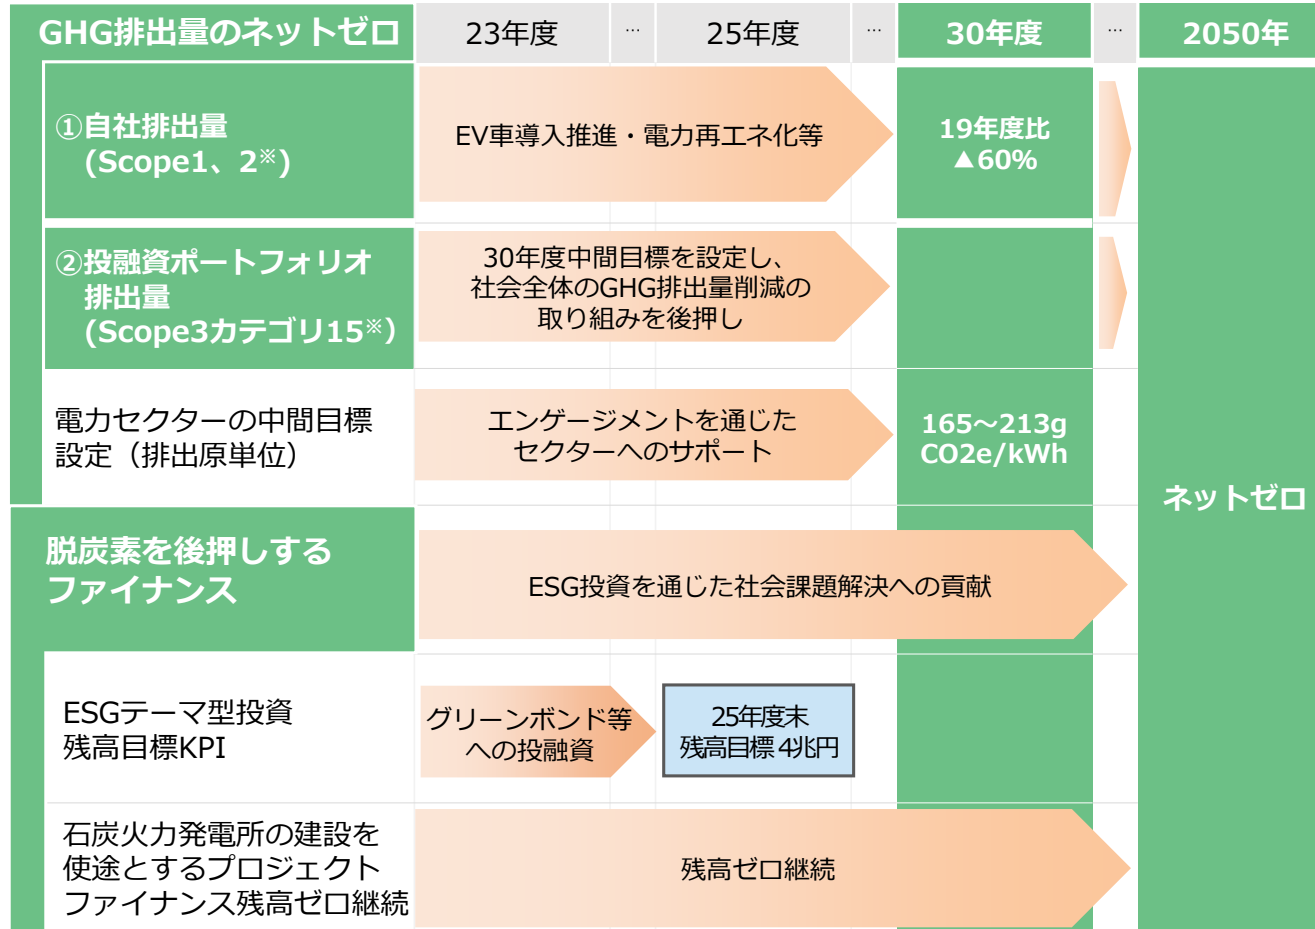 GHG排出量のネットゼロ
23年度
…
25年度
…
30年度
…
2050年
①自社排出量
(Scope1、2※)
EV車導入推進・電力再エネ化等
19年度比
▲60%
②投融資ポートフォリオ
排出量
(Scope3カテゴリ15※)
30年度中間目標を設定し、
社会全体のGHG排出量削減の
取り組みを後押し
電力セクターの中間目標
設定（排出原単位）
エンゲージメントを通じた
セクターへのサポート
165～213g
CO2e/kWh
ネットゼロ
脱炭素を後押しする
ファイナンス
ESG投資を通じた社会課題解決への貢献
ESGテーマ型投資
残高目標KPI
グリーンボンド等
への投融資
25年度末
残高目標 4兆円
石炭火力発電所の建設を
使途とするプロジェクト
ファイナンス残高ゼロ継続
残高ゼロ継続